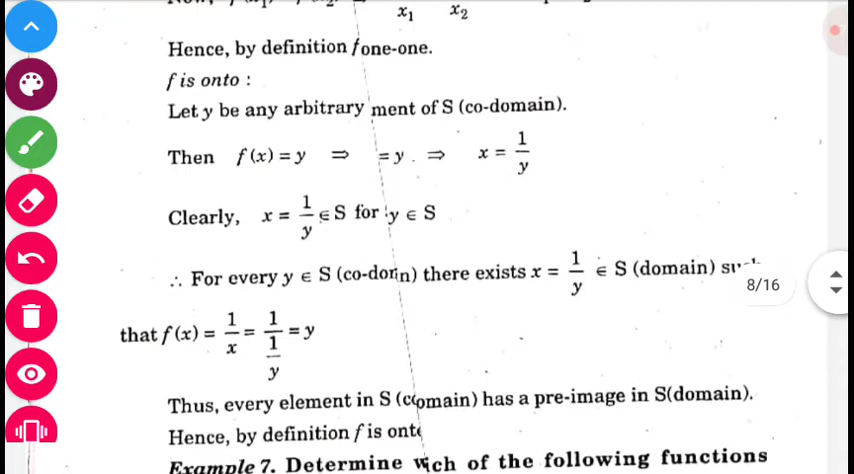 x₁ x₂
Hence, by definition f one-one.
f is onto :
Let y be any arbitrary ment of S (co-domain).
Then f(x) = y ⇒ = y . ⇒ x = 1/y
Clearly, x = 1/y ∈ S for y ∈ S
∴ For every y ∈ S (co-don n) there exists x = 1/y ∈ S (domain)
8/16
that f(x) = 1/x = 1/(1/y) = y
Thus, every element in S (comain) has a pre-image in S(domain).
Hence, by definition f is onto
Example 7. Determine wich of the following functions